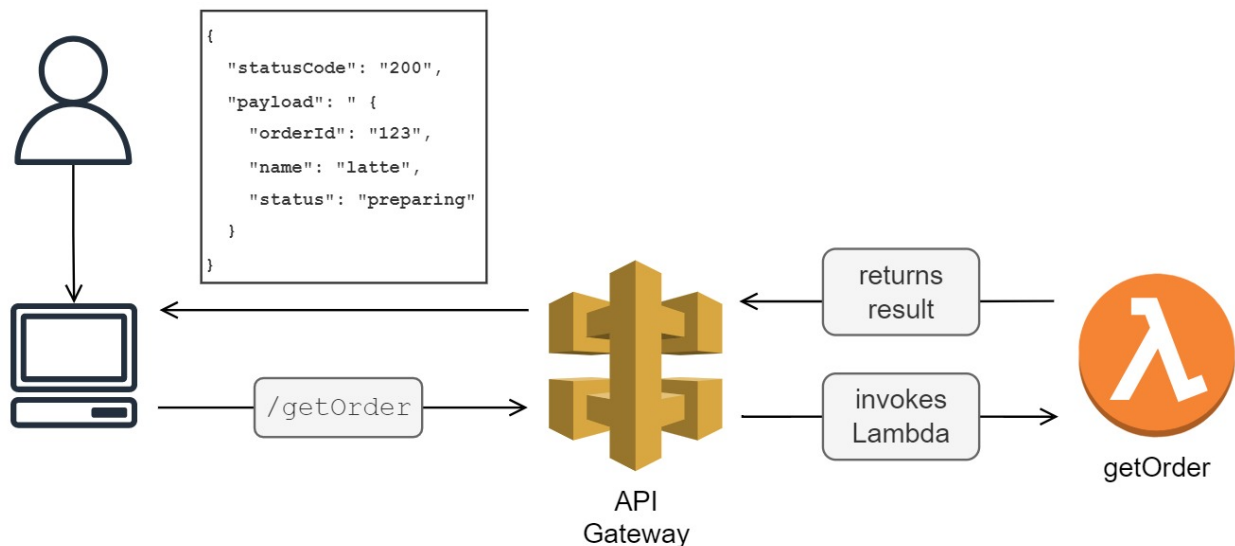 {
"statusCode": "200",
"payload": " {
"orderId": "123",
"name": "latte",
"status": "preparing"
}
}
returns
result
/getOrder
invokes
Lambda
getOrder
API
Gateway
λ